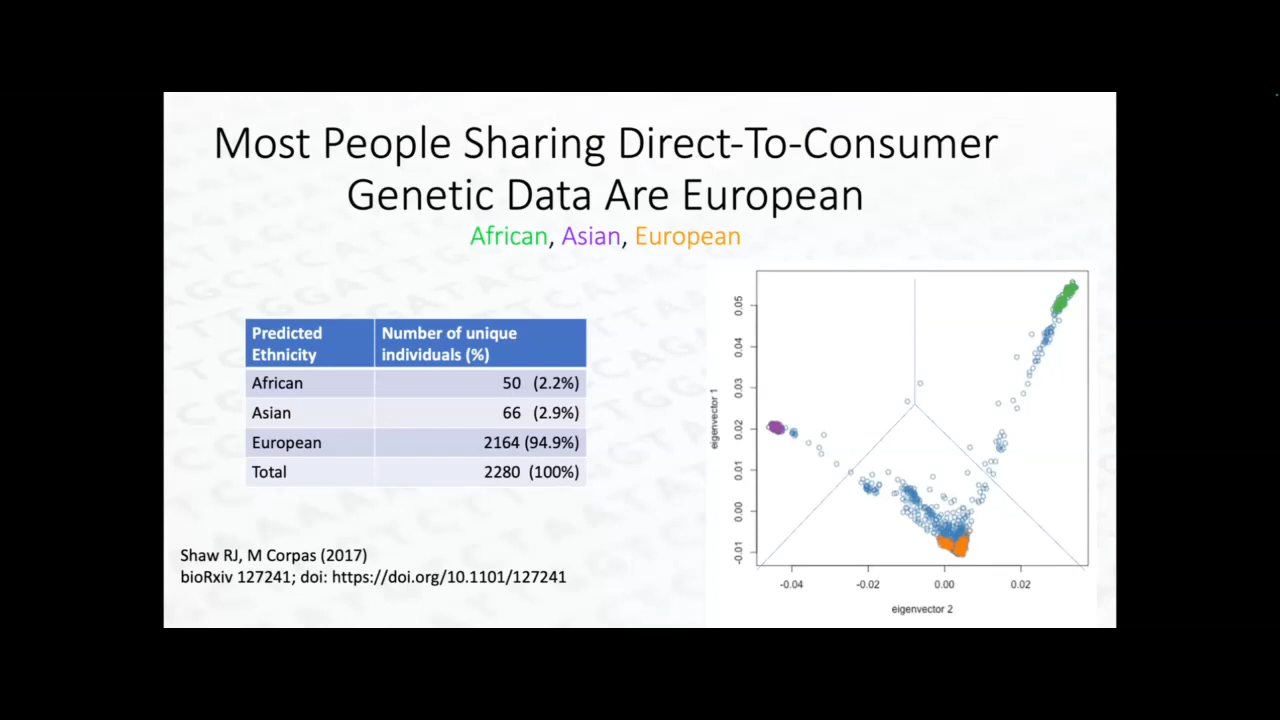 Most People Sharing Direct-To-Consumer
Genetic Data Are European
African, Asian, European
Predicted Ethnicity
Number of unique individuals (%)
African 50 (2.2%)
Asian 66 (2.9%)
European 2164 (94.9%)
Total 2280 (100%)
Shaw RJ, M Corpas (2017)
bioRxiv 127241; doi: https://doi.org/10.1101/127241
eigenvector 1
0.05
0.04
0.03
0.02
0.01
0.00
-0.01
-0.04 -0.02 0.00 0.02
eigenvector 2